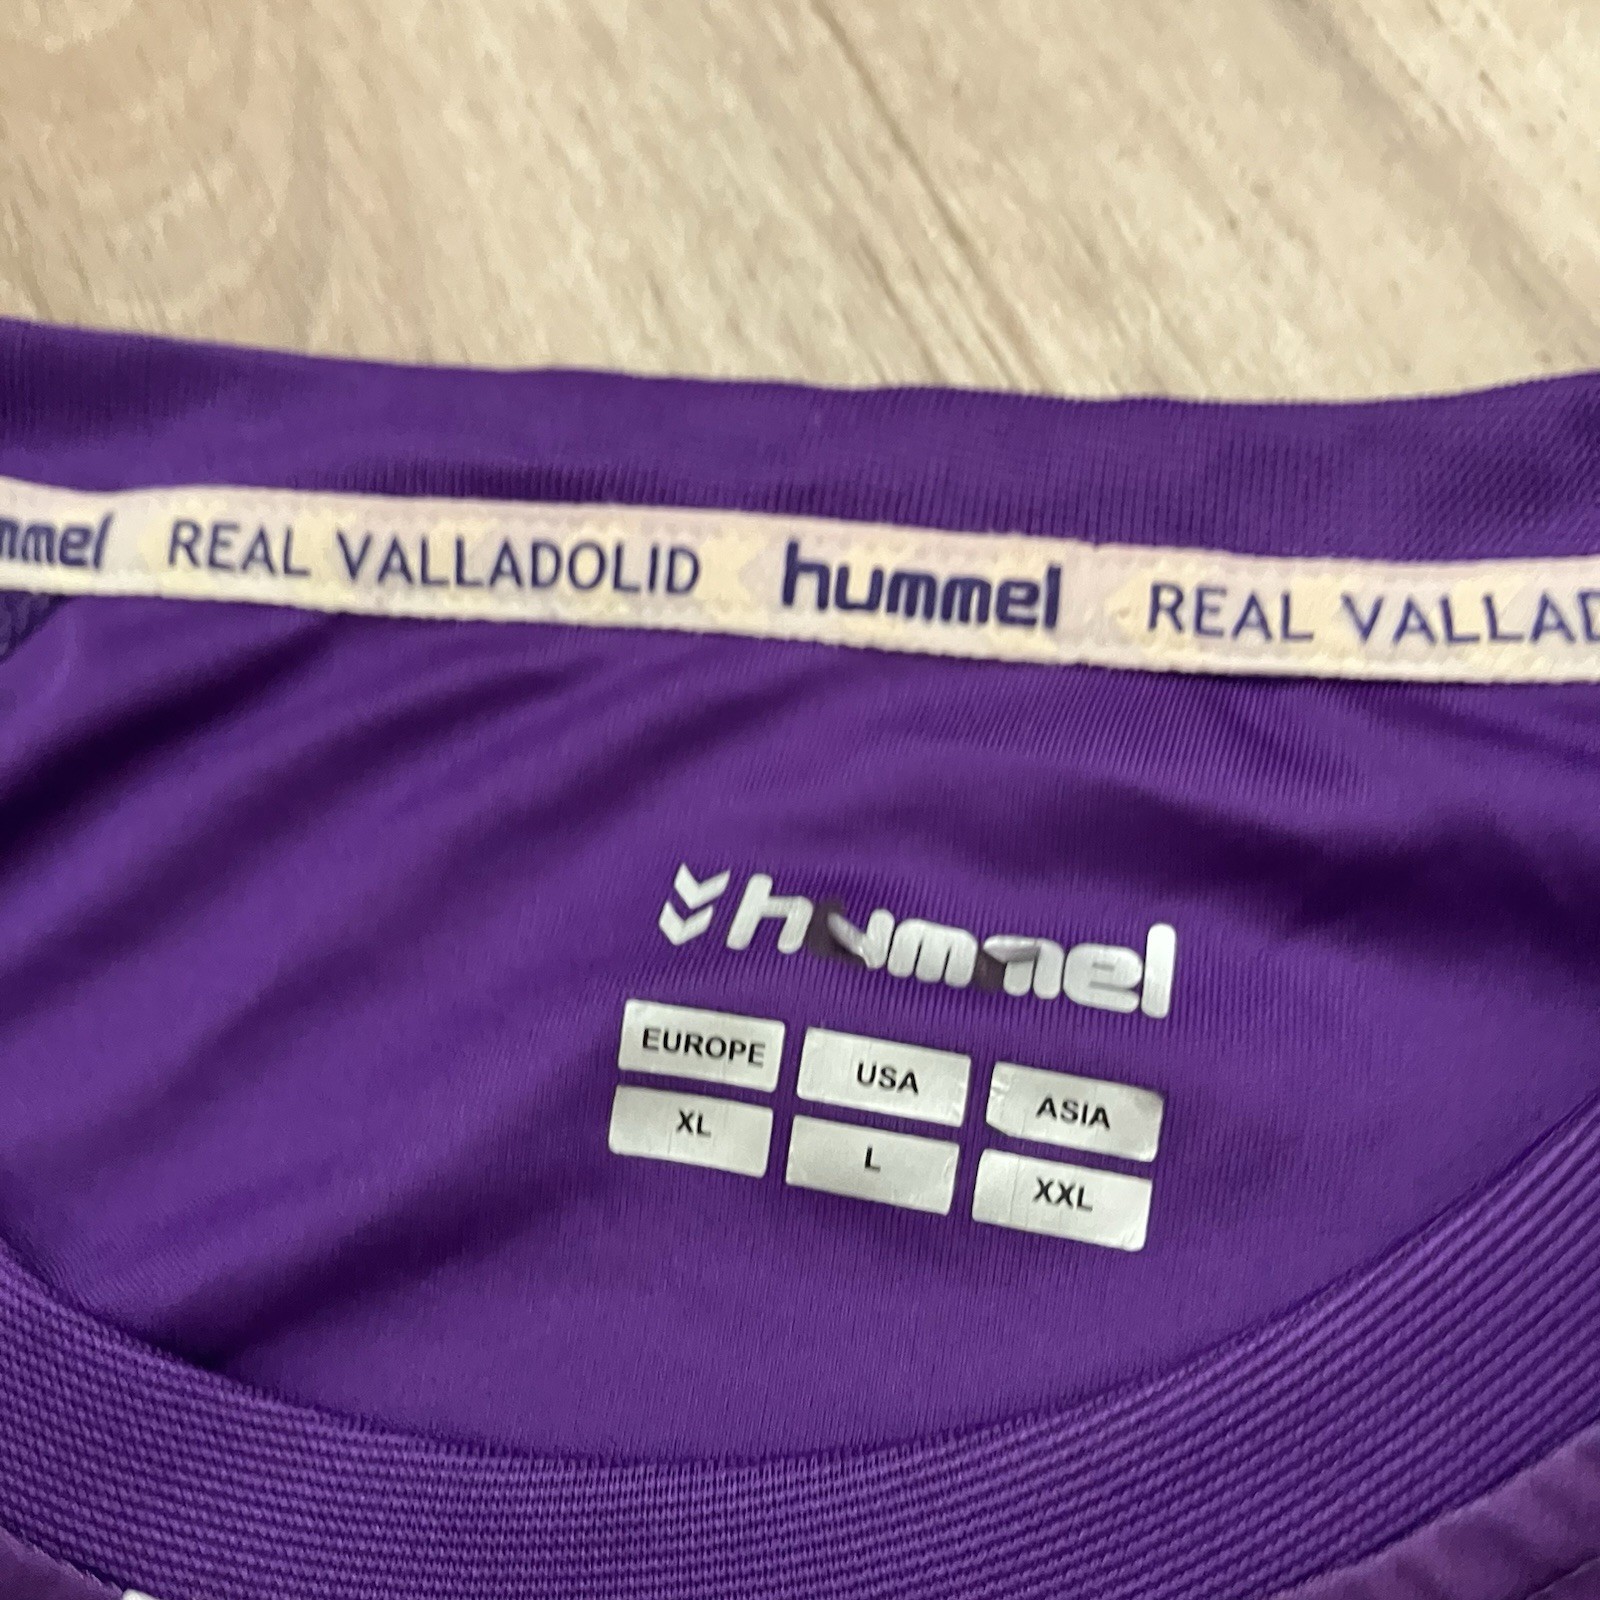 mmel REAL VALLADOLID hummel REAL VALLAD
hummel
EUROPE USA ASIA
XL L XXL